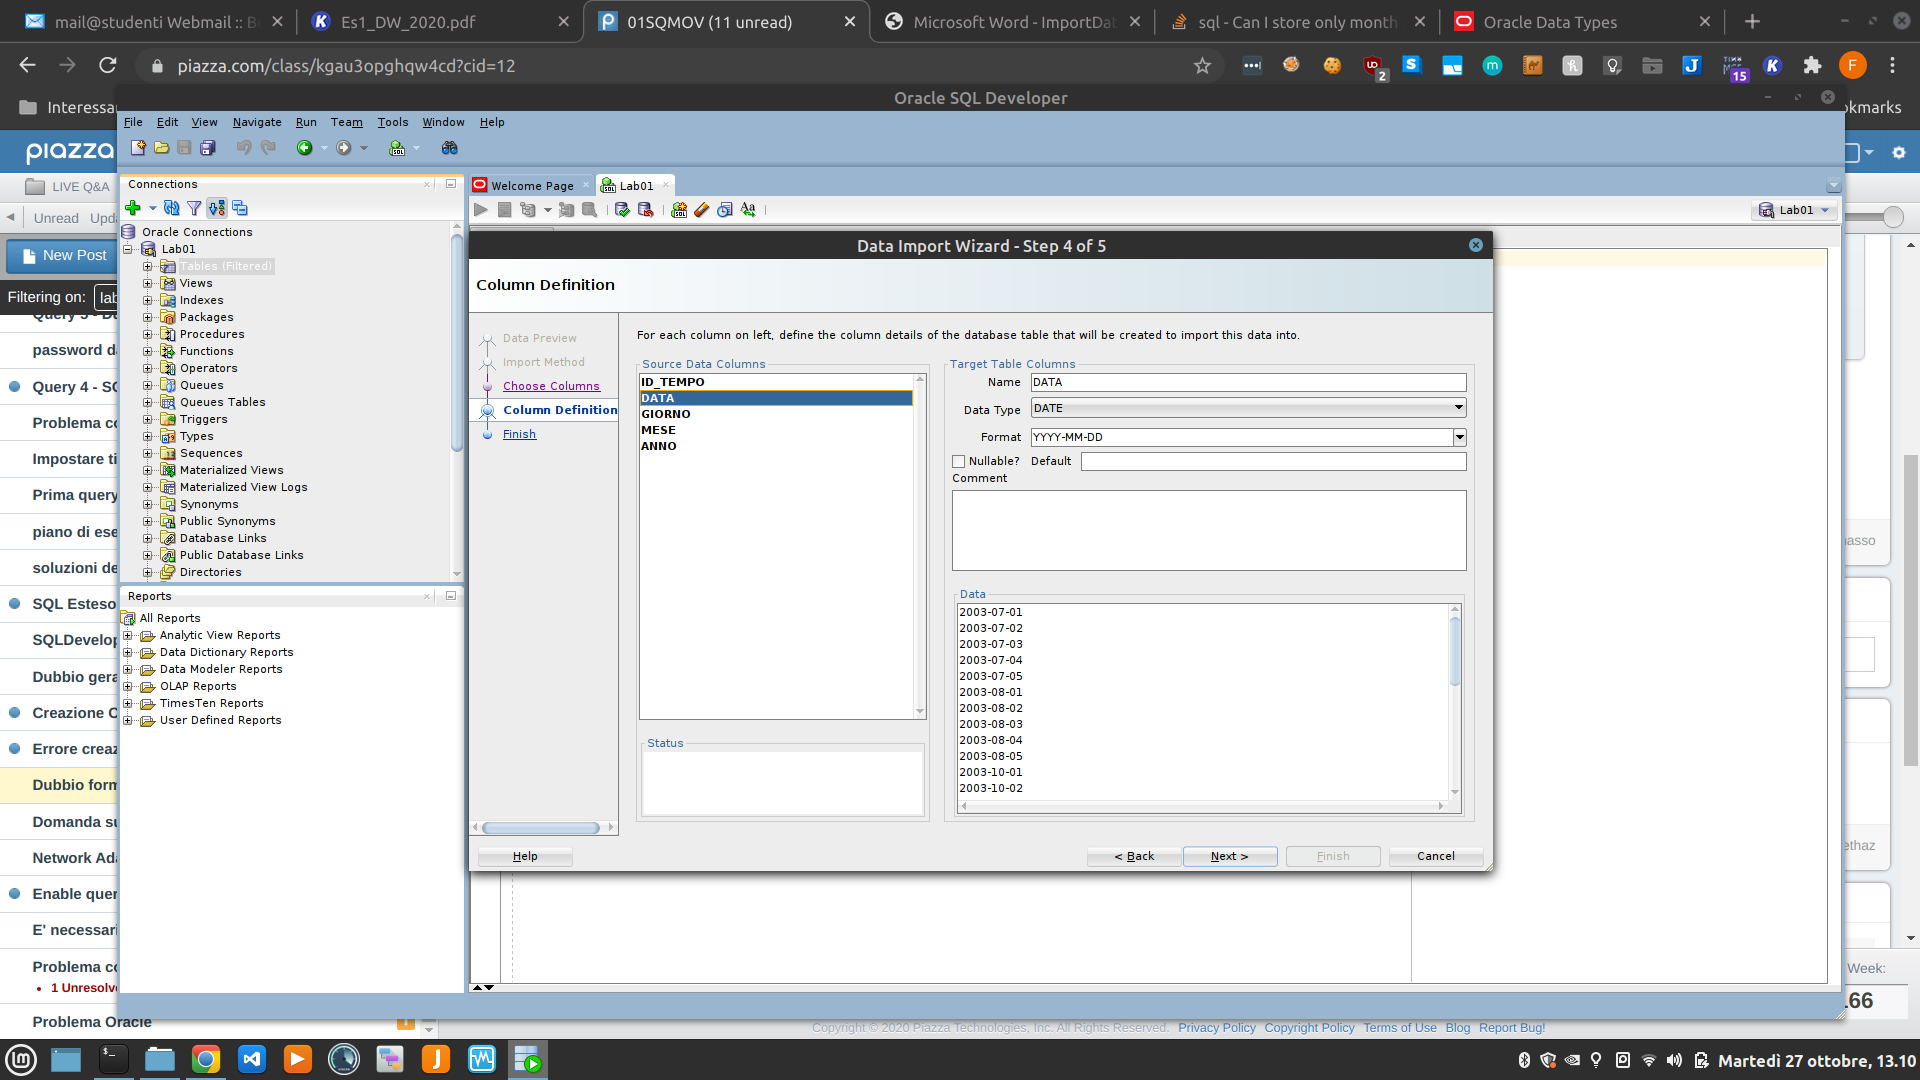 mail@studenti Webmail :: B
Es1_DW_2020.pdf
01SQMOV (11 unread)
Microsoft Word - ImportDat
sql - Can I store only month
Oracle Data Types
piazza.com/class/kgau3opghqw4cd?cid=12
2
15
F
Interessa
Oracle SQL Developer
okmarks
File Edit View Navigate Run Team Tools Window Help
piazza
LIVE Q&A
Unread Upda
New Post
Filtering on: lab
Query 3 - Da
password da
Query 4 - SQ
Problema co
Impostare ti
Prima query
piano di ese
soluzioni de
SQL Esteso
SQLDevelop
Dubbio gera
Creazione C
Errore creaz
Dubbio form
Domanda su
Network Ada
Enable quer
E' necessari
Problema co
1 Unresolve
Problema Oracle
Connections
Oracle Connections
Lab01
Tables (Filtered)
Views
Indexes
Packages
Procedures
Functions
Operators
Queues
Queues Tables
Triggers
Types
Sequences
Materialized Views
Materialized View Logs
Synonyms
Public Synonyms
Database Links
Public Database Links
Directories
Reports
All Reports
Analytic View Reports
Data Dictionary Reports
Data Modeler Reports
OLAP Reports
TimesTen Reports
User Defined Reports
Welcome Page
Lab01
Aa
Lab01
Data Import Wizard - Step 4 of 5
Column Definition
Data Preview
Import Method
Choose Columns
Column Definition
Finish
For each column on left, define the column details of the database table that will be created to import this data into.
Source Data Columns
ID_TEMPO
DATA
GIORNO
MESE
ANNO
Status
Target Table Columns
Name DATA
Data Type DATE
Format YYYY-MM-DD
Nullable? Default
Comment
Data
2003-07-01
2003-07-02
2003-07-03
2003-07-04
2003-07-05
2003-08-01
2003-08-02
2003-08-03
2003-08-04
2003-08-05
2003-10-01
2003-10-02
Help
< Back
Next >
Finish
Cancel
asso
ethaz
Week:
.66
Copyright © 2020 Piazza Technologies, Inc. All Rights Reserved. Privacy Policy Copyright Policy Terms of Use Blog Report Bug!
Martedì 27 ottobre, 13.10